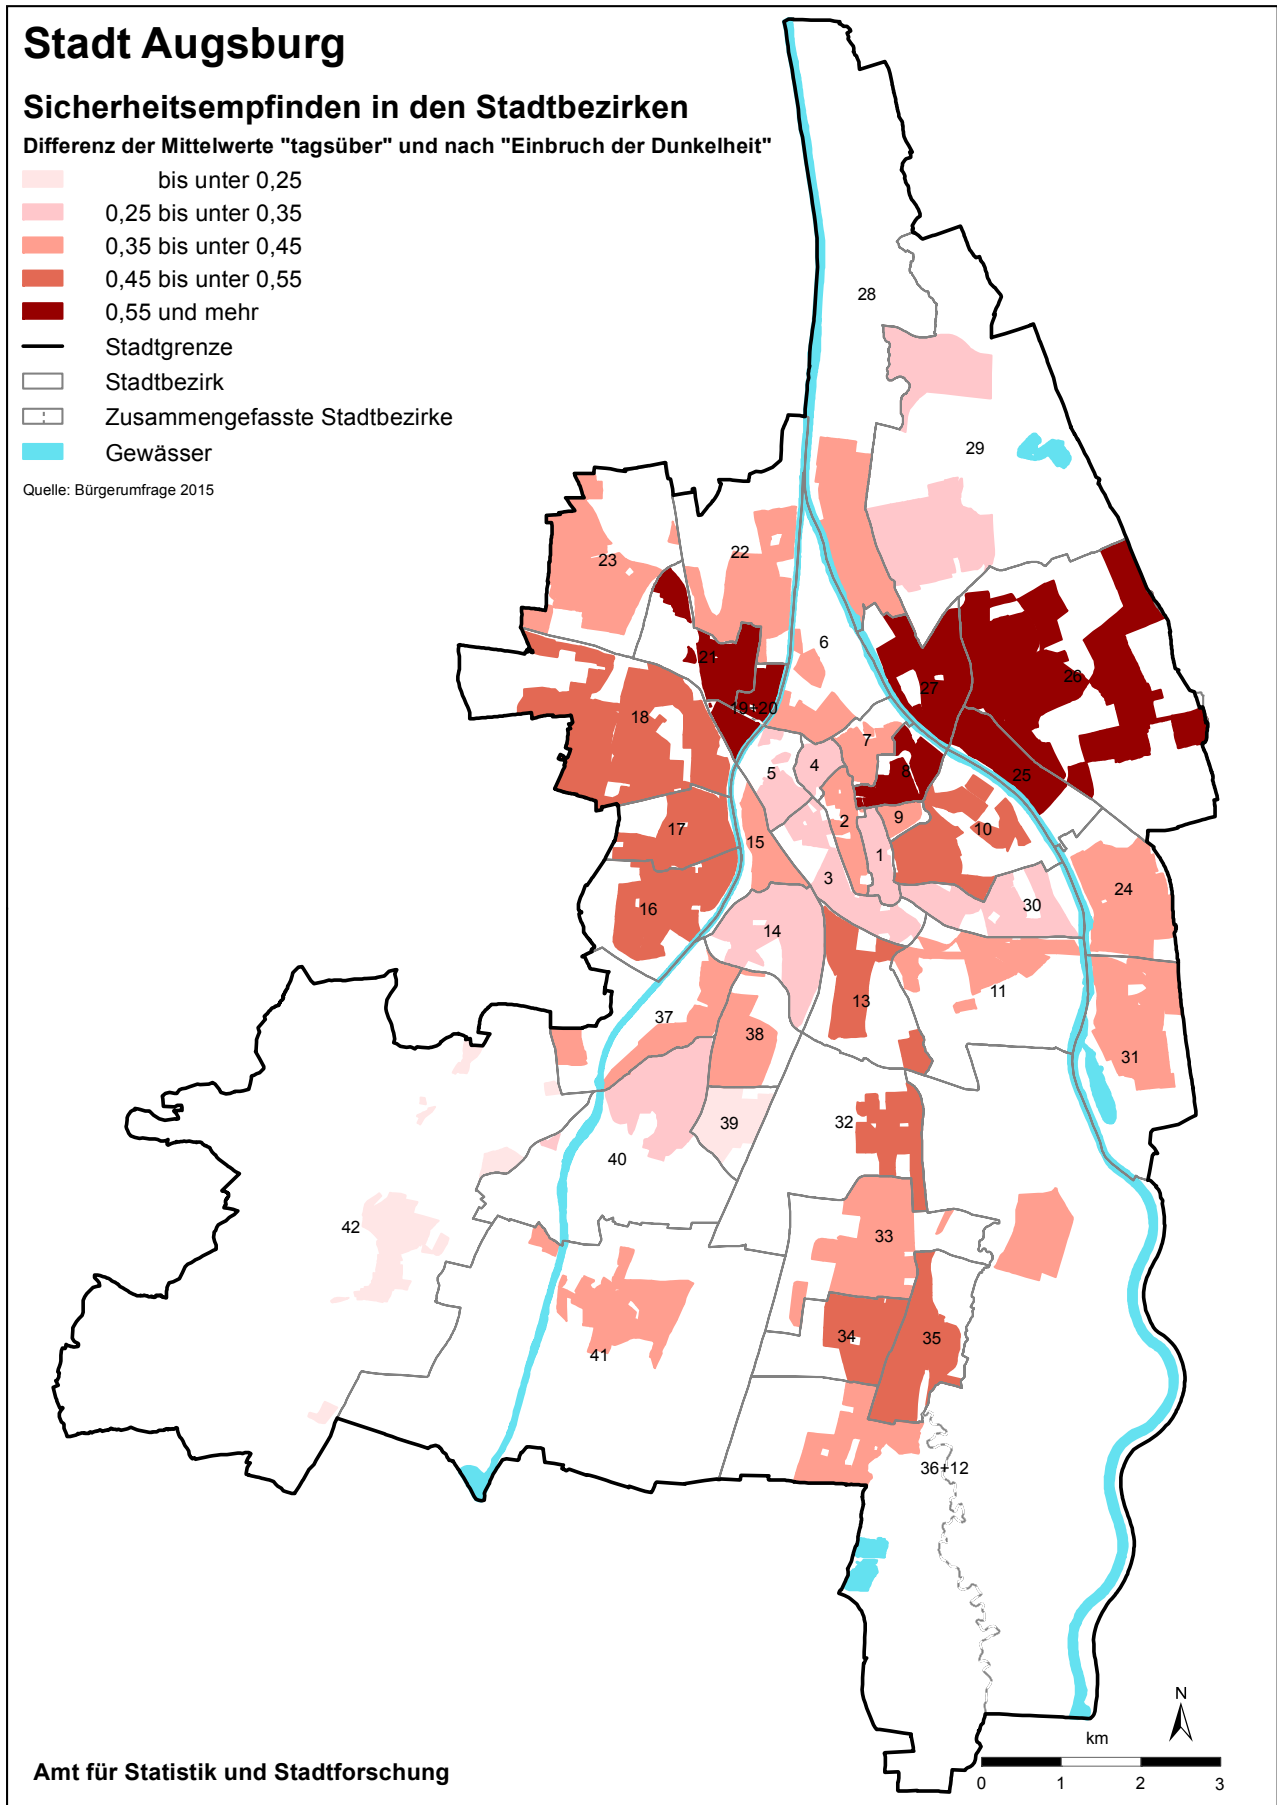 Stadt Augsburg
Sicherheitsempfinden in den Stadtbezirken
Differenz der Mittelwerte "tagsüber" und nach "Einbruch der Dunkelheit"
bis unter 0,25
0,25 bis unter 0,35
0,35 bis unter 0,45
0,45 bis unter 0,55
0,55 und mehr
Stadtgrenze
Stadtbezirk
Zusammengefasste Stadtbezirke
Gewässer
Quelle: Bürgerumfrage 2015
28
29
22
23
6
21
26
27
19+20
18
7
4
5
8
25
2
17
9
10
15
1
3
24
30
16
14
11
13
37
38
31
39
32
40
42
33
34
35
41
36+12
N
km
0 1 2 3
Amt für Statistik und Stadtforschung